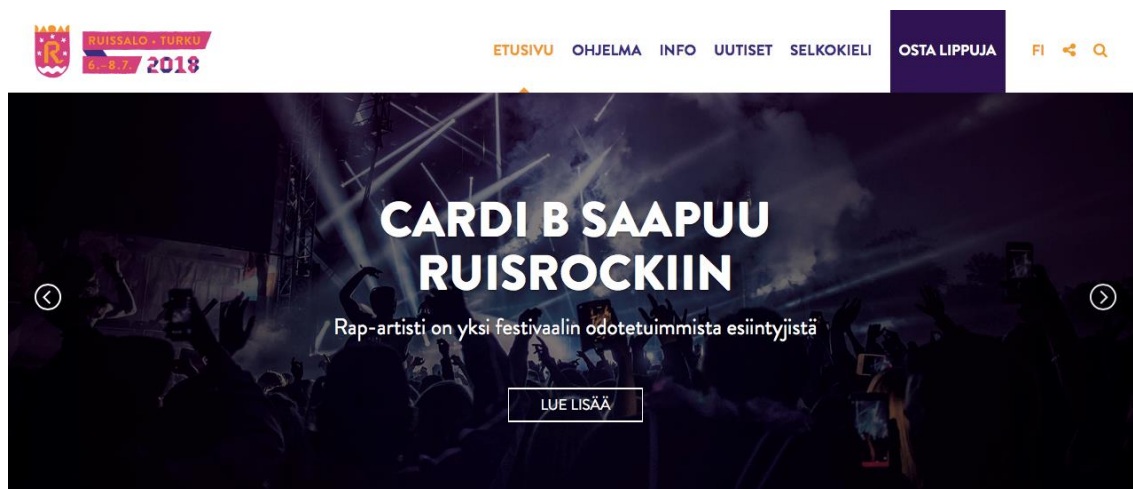 R
RUISSALO - TURKU
6.–8.7. 2018
ETUSIVU OHJELMA INFO UUTISET SELKOKIELI OSTA LIPPUJA FI
CARDI B SAAPUU
RUISROCKIIN
Rap-artisti on yksi festivaalin odotetuimmista esiintyjistä
LUE LISÄÄ